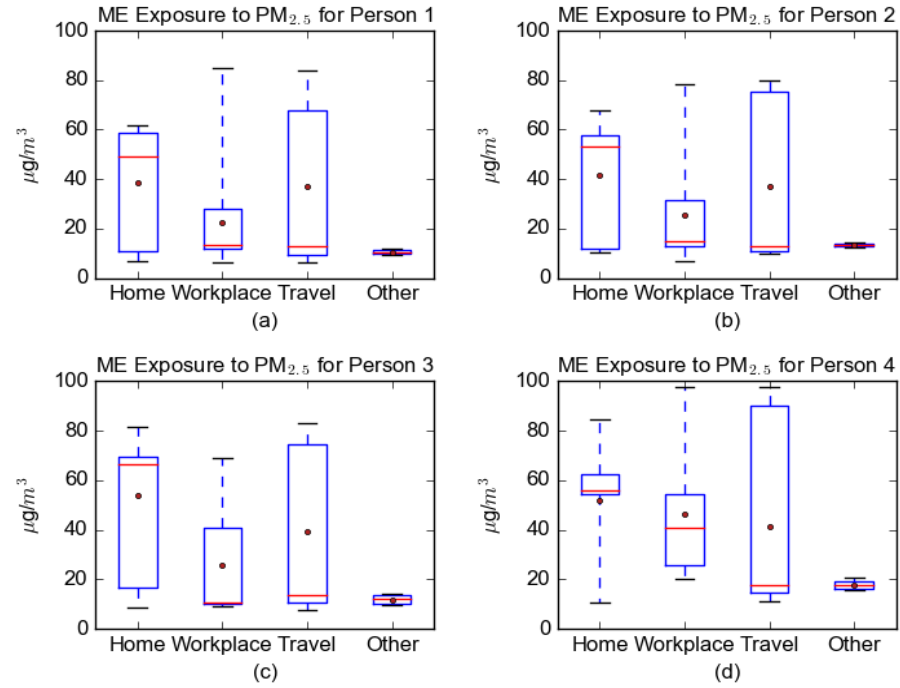 ME Exposure to PM₂.₅ for Person 1
100
80
60
40
20
0
μg/m³
Home Workplace Travel Other
(a)
ME Exposure to PM₂.₅ for Person 2
100
80
60
40
20
0
μg/m³
Home Workplace Travel Other
(b)
ME Exposure to PM₂.₅ for Person 3
100
80
60
40
20
0
μg/m³
Home Workplace Travel Other
(c)
ME Exposure to PM₂.₅ for Person 4
100
80
60
40
20
0
μg/m³
Home Workplace Travel Other
(d)